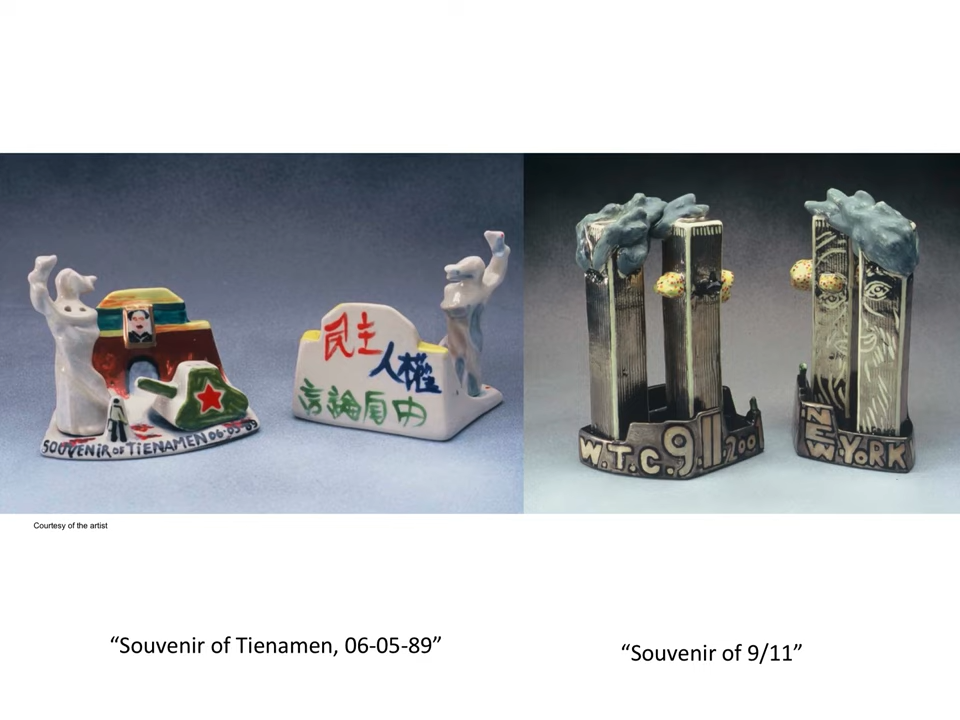 SOUVENIR OF TIENAMEN 06-05-89
民主
人權
言論自由
W.T.C. 9.11.2001
NEW YORK
Courtesy of the artist
“Souvenir of Tienamen, 06-05-89”
“Souvenir of 9/11”